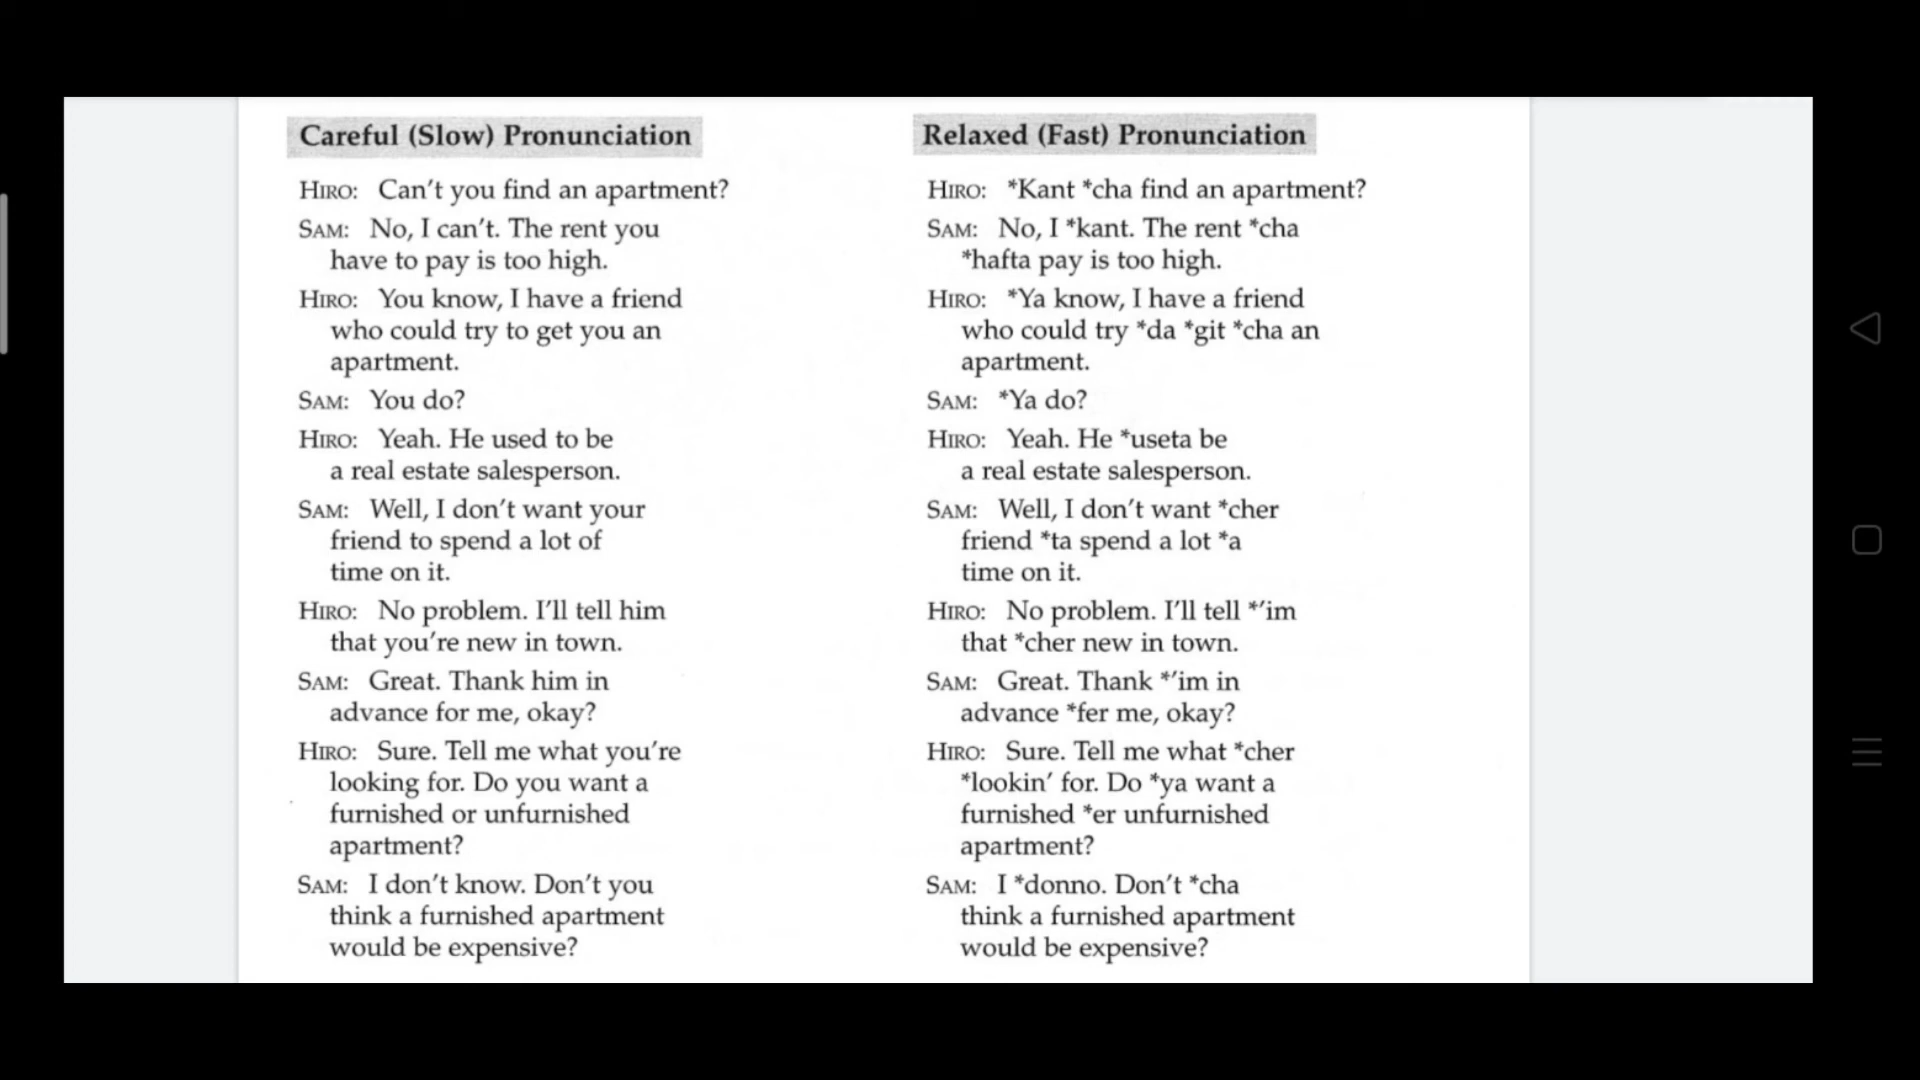 Careful (Slow) Pronunciation
HIRO: Can't you find an apartment?
SAM: No, I can't. The rent you
have to pay is too high.
HIRO: You know, I have a friend
who could try to get you an
apartment.
SAM: You do?
HIRO: Yeah. He used to be
a real estate salesperson.
SAM: Well, I don't want your
friend to spend a lot of
time on it.
HIRO: No problem. I'll tell him
that you're new in town.
SAM: Great. Thank him in
advance for me, okay?
HIRO: Sure. Tell me what you're
looking for. Do you want a
furnished or unfurnished
apartment?
SAM: I don't know. Don't you
think a furnished apartment
would be expensive?
Relaxed (Fast) Pronunciation
HIRO: *Kant *cha find an apartment?
SAM: No, I *kant. The rent *cha
*hafta pay is too high.
HIRO: *Ya know, I have a friend
who could try *da *git *cha an
apartment.
SAM: *Ya do?
HIRO: Yeah. He *useta be
a real estate salesperson.
SAM: Well, I don't want *cher
friend *ta spend a lot *a
time on it.
HIRO: No problem. I'll tell *'im
that *cher new in town.
SAM: Great. Thank *'im in
advance *fer me, okay?
HIRO: Sure. Tell me what *cher
*lookin' for. Do *ya want a
furnished *er unfurnished
apartment?
SAM: I *donno. Don't *cha
think a furnished apartment
would be expensive?